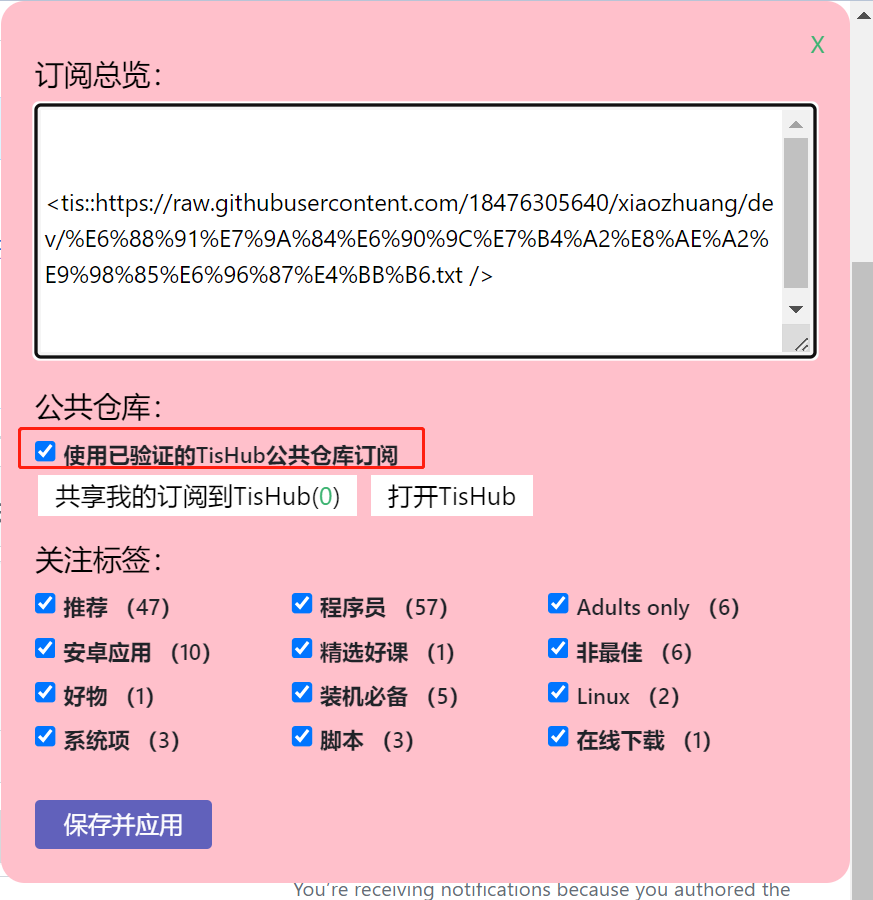 X
订阅总览：
<tis::https://raw.githubusercontent.com/18476305640/xiaozhuang/de
v/%E6%88%91%E7%9A%84%E6%90%9C%E7%B4%A2%E8%AE%A2%
E9%98%85%E6%96%87%E4%BB%B6.txt />
公共仓库：
使用已验证的TisHub公共仓库订阅
共享我的订阅到TisHub(0) 打开TisHub
关注标签：
推荐 (47) 程序员 (57) Adults only (6)
安卓应用 (10) 精选好课 (1) 非最佳 (6)
好物 (1) 装机必备 (5) Linux (2)
系统项 (3) 脚本 (3) 在线下载 (1)
保存并应用
You’re receiving notifications because you authored the